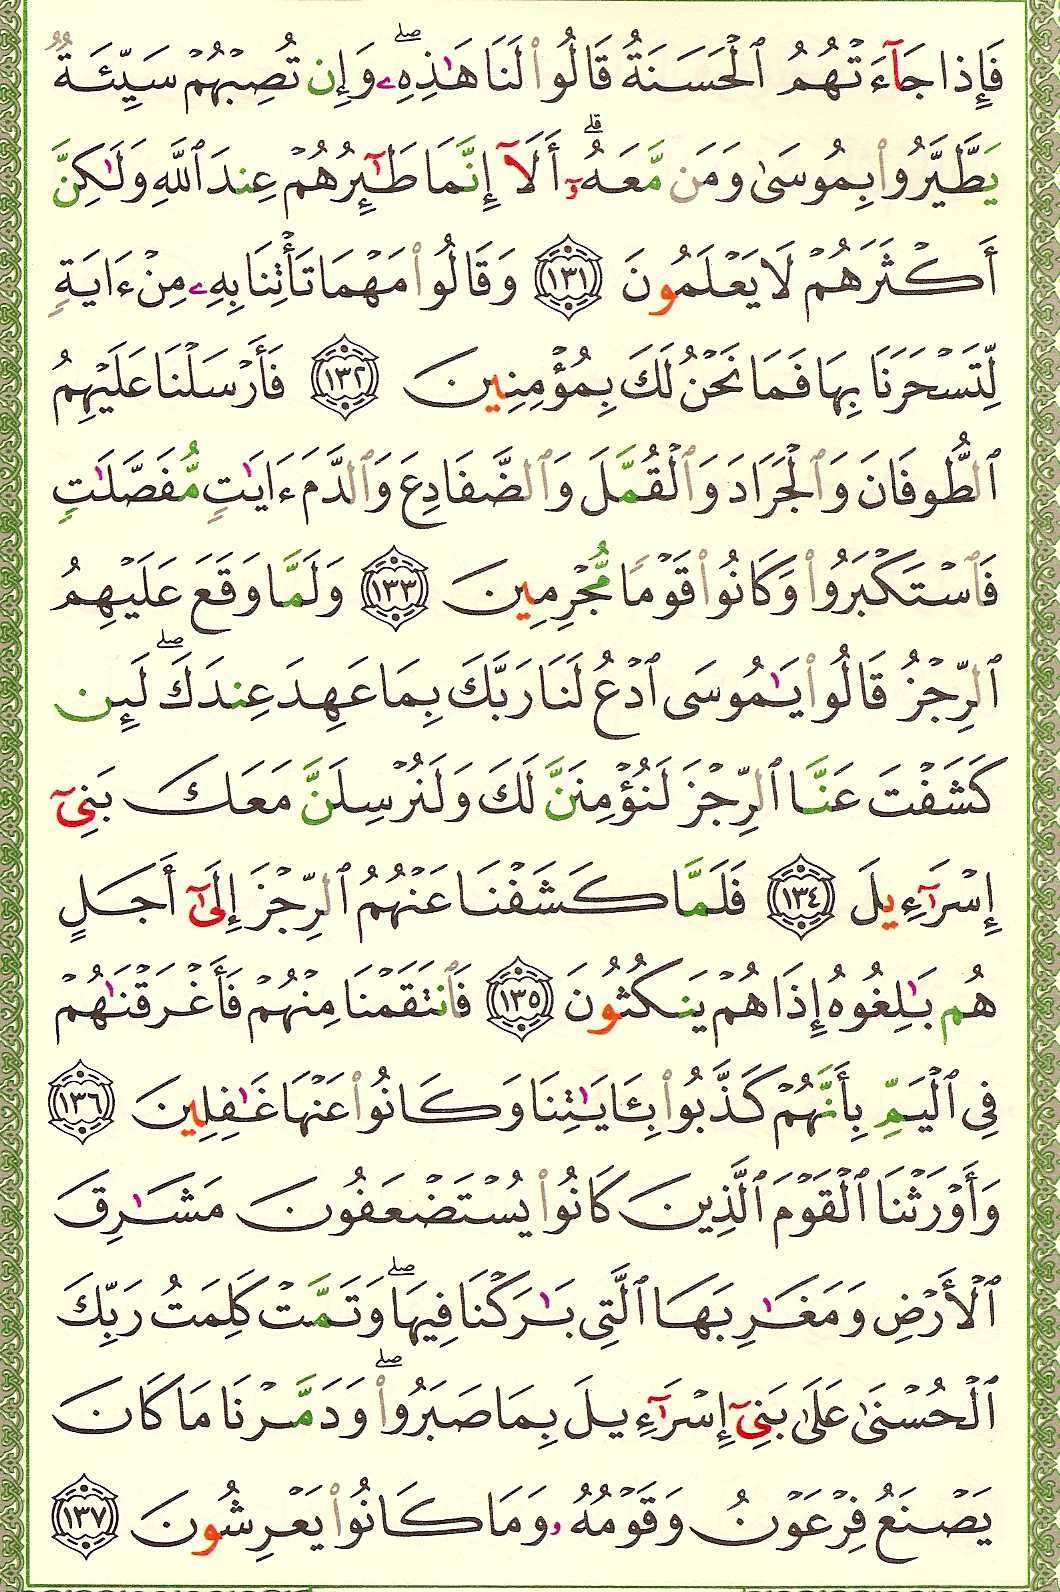 فَإِذَا جَآءَتْهُمُ ٱلْحَسَنَةُ قَالُوا۟ لَنَا هَـٰذِهِۦ ۖ وَإِن تُصِبْهُمْ سَيِّئَةٌۭ
يَطَّيَّرُوا۟ بِمُوسَىٰ وَمَن مَّعَهُۥٓ ۗ أَلَآ إِنَّمَا طَـٰٓئِرُهُمْ عِندَ ٱللَّهِ وَلَـٰكِنَّ
أَكْثَرَهُمْ لَا يَعْلَمُونَ ١٣١ وَقَالُوا۟ مَهْمَا تَأْتِنَا بِهِۦ مِنْ ءَايَةٍۢ
لِّتَسْحَرَنَا بِهَا فَمَا نَحْنُ لَكَ بِمُؤْمِنِينَ ١٣٢ فَأَرْسَلْنَا عَلَيْهِمُ
ٱلطُّوفَانَ وَٱلْجَرَادَ وَٱلْقُمَّلَ وَٱلضَّفَادِعَ وَٱلدَّمَ ءَايَـٰتٍۢ مُّفَصَّلَـٰتٍۢ
فَٱسْتَكْبَرُوا۟ وَكَانُوا۟ قَوْمًۭا مُّجْرِمِينَ ١٣٣ وَلَمَّا وَقَعَ عَلَيْهِمُ
ٱلرِّجْزُ قَالُوا۟ يَـٰمُوسَى ٱدْعُ لَنَا رَبَّكَ بِمَا عَهِدَ عِندَكَ ۖ لَئِن
كَشَفْتَ عَنَّا ٱلرِّجْزَ لَنُؤْمِنَنَّ لَكَ وَلَنُرْسِلَنَّ مَعَكَ بَنِىٓ
إِسْرَٰٓءِيلَ ١٣٤ فَلَمَّا كَشَفْنَا عَنْهُمُ ٱلرِّجْزَ إِلَىٰٓ أَجَلٍ
هُم بَـٰلِغُوهُ إِذَا هُمْ يَنكُثُونَ ١٣٥ فَٱنتَقَمْنَا مِنْهُمْ فَأَغْرَقْنَـٰهُمْ
فِى ٱلْيَمِّ بِأَنَّهُمْ كَذَّبُوا۟ بِـَٔايَـٰتِنَا وَكَانُوا۟ عَنْهَا غَـٰفِلِينَ ١٣٦
وَأَوْرَثْنَا ٱلْقَوْمَ ٱلَّذِينَ كَانُوا۟ يُسْتَضْعَفُونَ مَشَـٰرِقَ
ٱلْأَرْضِ وَمَغَـٰرِبَهَا ٱلَّتِى بَـٰرَكْنَا فِيهَا ۖ وَتَمَّتْ كَلِمَتُ رَبِّكَ
ٱلْحُسْنَىٰ عَلَىٰ بَنِىٓ إِسْرَٰٓءِيلَ بِمَا صَبَرُوا۟ ۖ وَدَمَّرْنَا مَا كَانَ
يَصْنَعُ فِرْعَوْنُ وَقَوْمُهُۥ وَمَا كَانُوا۟ يَعْرِشُونَ ١٣٧